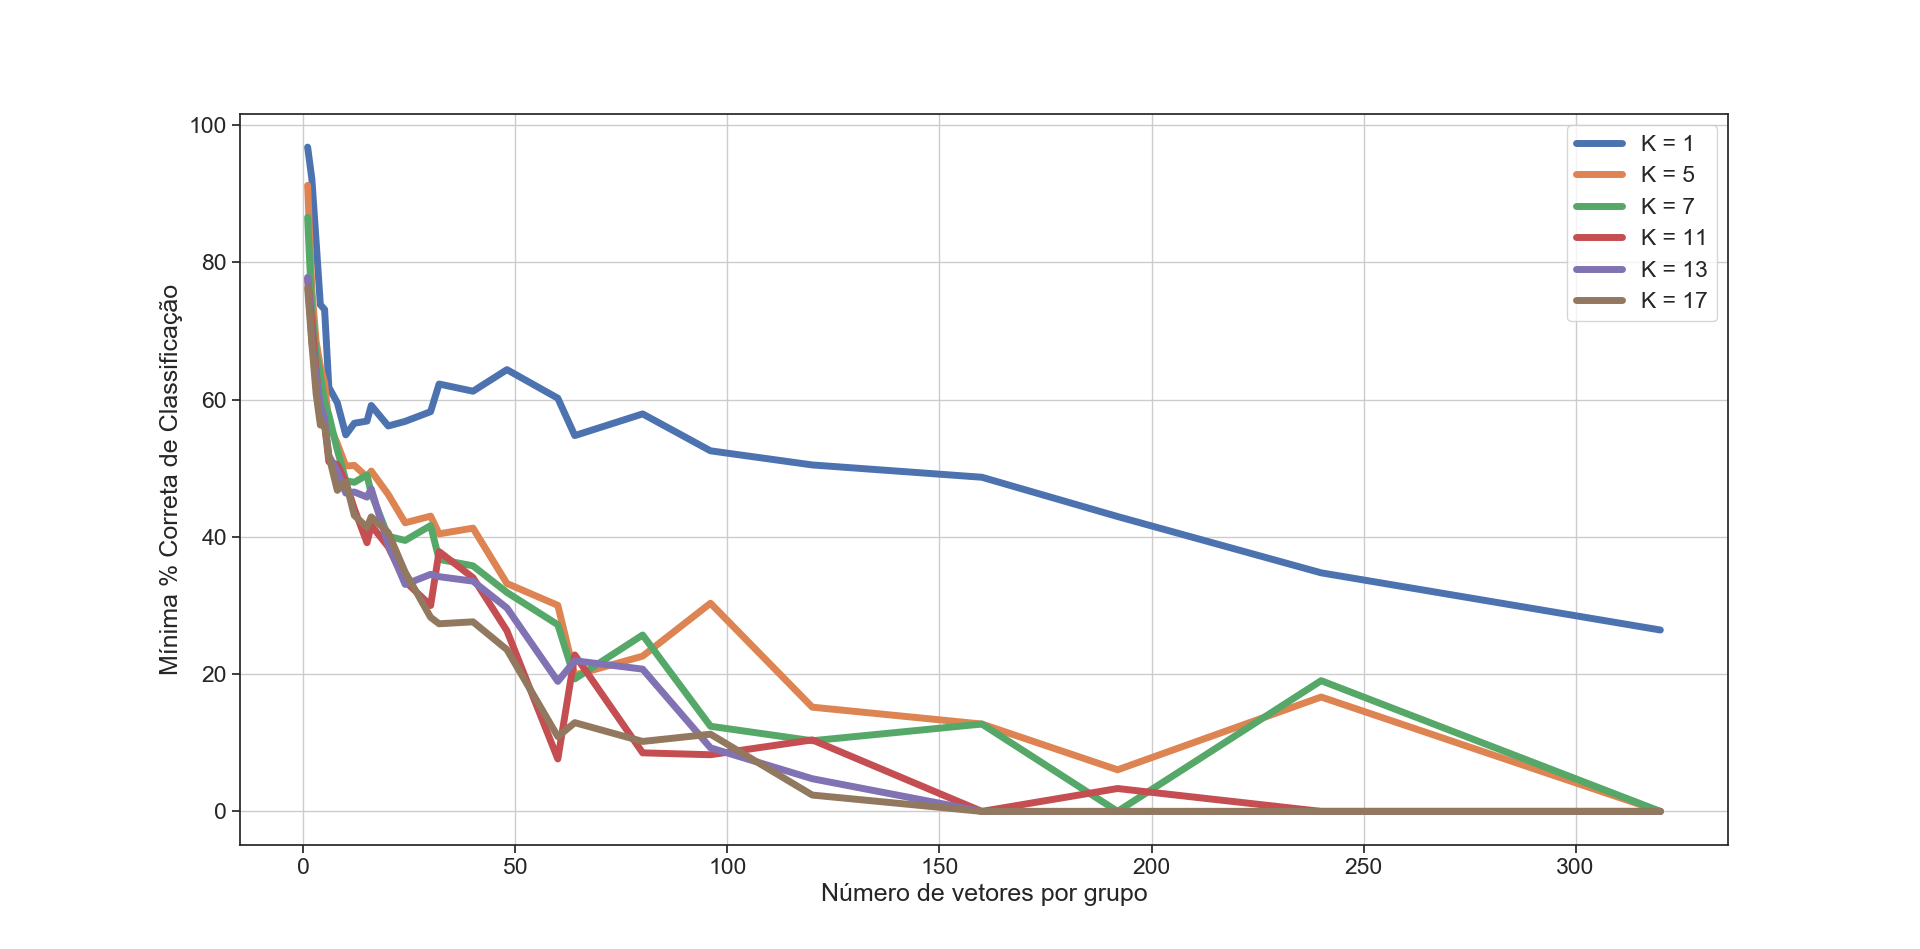 100
80
60
40
20
0
Mínima % Correta de Classificação
K = 1
K = 5
K = 7
K = 11
K = 13
K = 17
0 50 100 150 200 250 300
Número de vetores por grupo